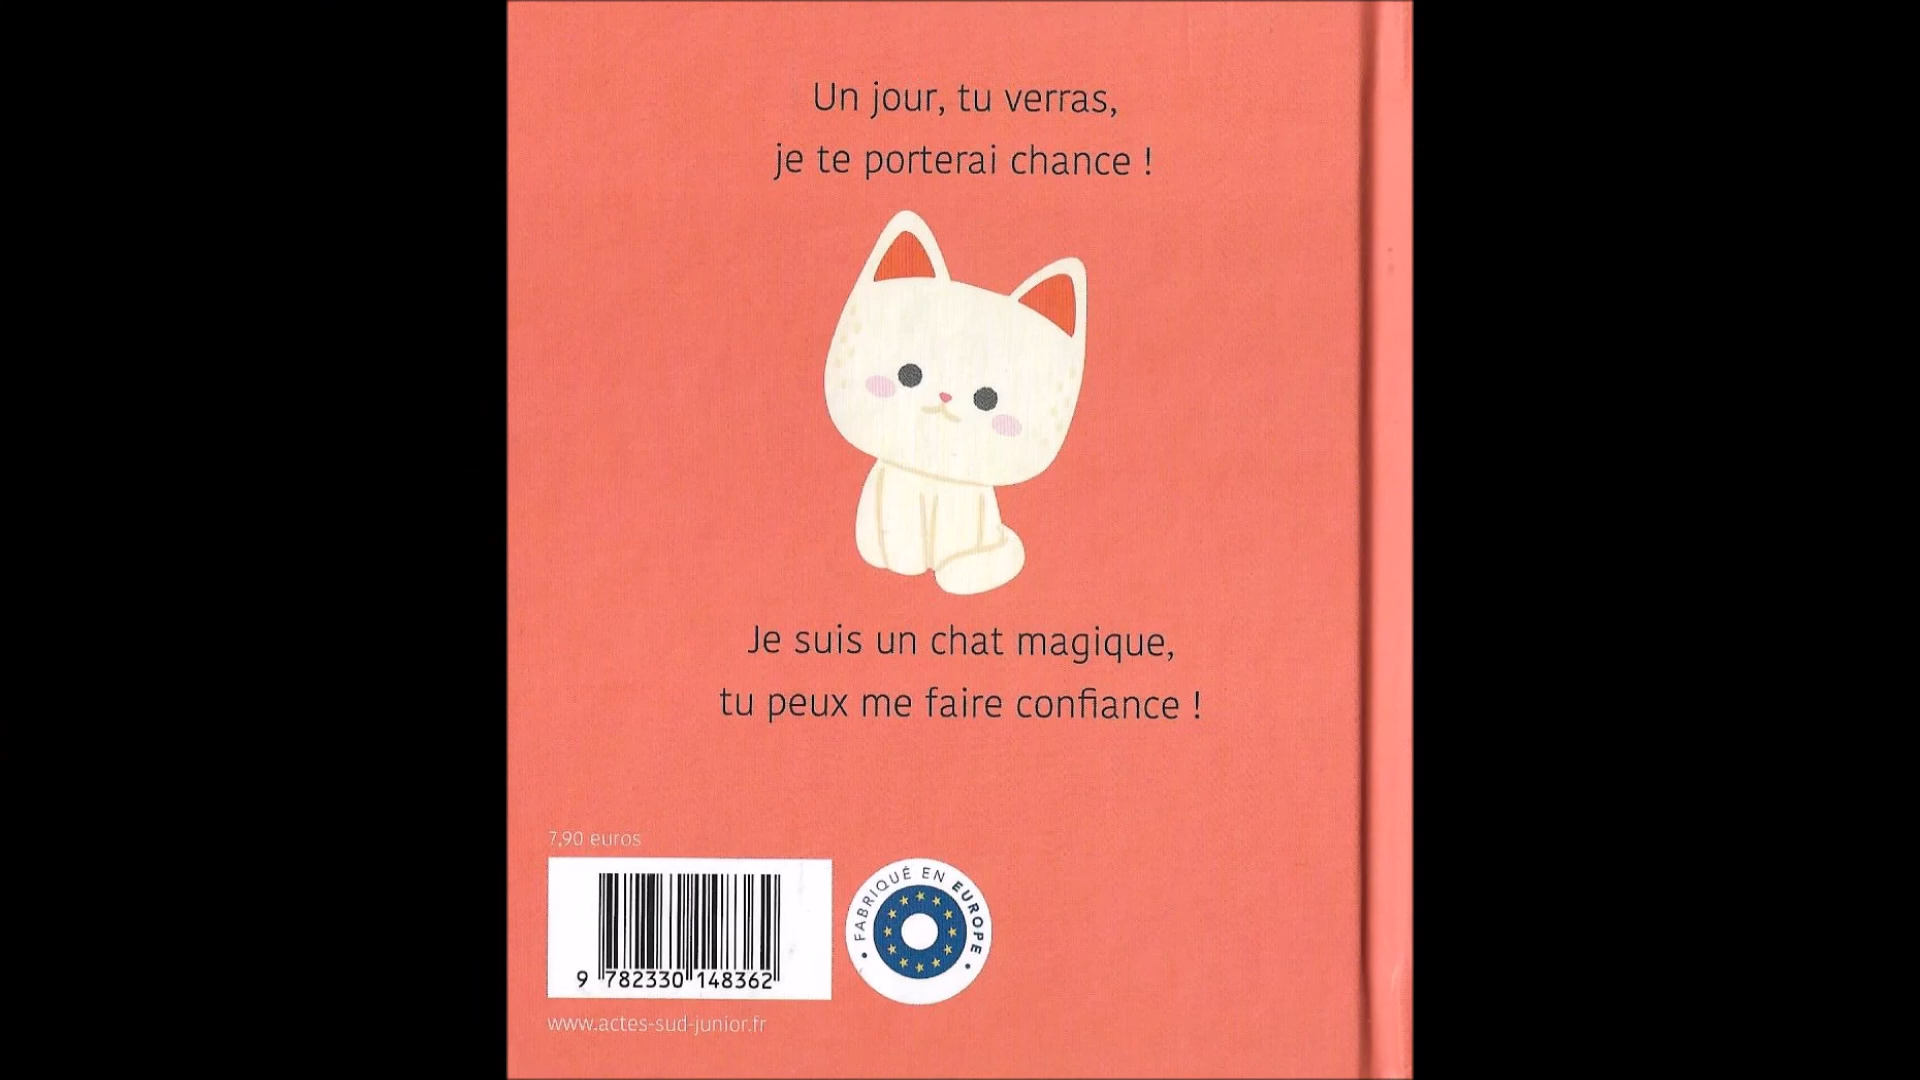 Un jour, tu verras,
je te porterai chance !
Je suis un chat magique,
tu peux me faire confiance !
7,90 euros
9 782330 148362
FABRIQUÉ EN EUROPE
www.actes-sud-junior.fr